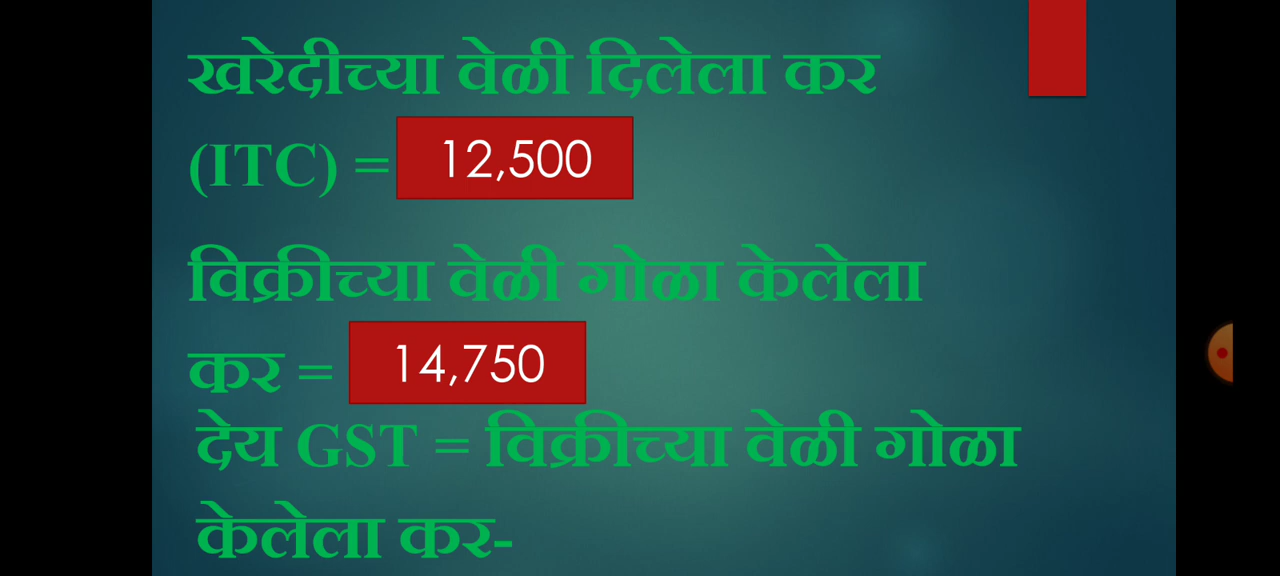 खरेदीच्या वेळी दिलेला कर
(ITC) = 12,500
विक्रीच्या वेळी गोळा केलेला
कर = 14,750
देय GST = विक्रीच्या वेळी गोळा
केलेला कर-